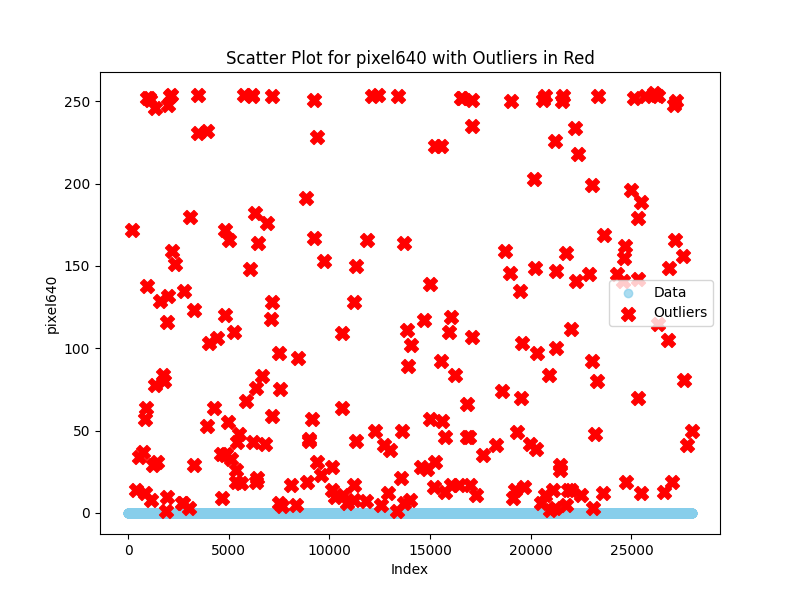 Scatter Plot for pixel640 with Outliers in Red
250
200
150
100
50
0
pixel640
Data
Outliers
0 5000 10000 15000 20000 25000
Index